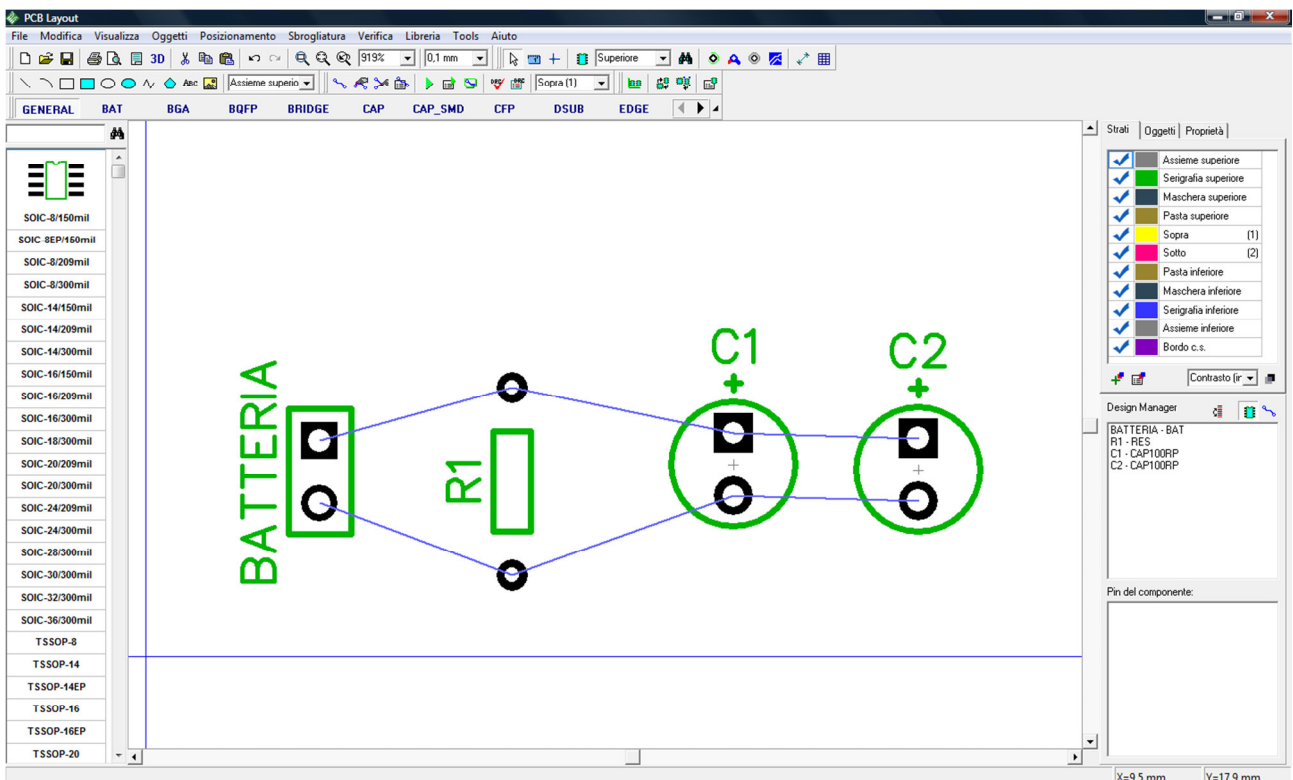 PCB Layout
File Modifica Visualizza Oggetti Posizionamento Sbrogliatura Verifica Libreria Tools Aiuto
3D 919% 0,1 mm Superiore
Abc Assieme superio Sopra (1)
GENERAL BAT BGA BQFP BRIDGE CAP CAP_SMD CFP DSUB EDGE
SOIC-8/150mil
SOIC-8EP/150mil
SOIC-8/209mil
SOIC-8/300mil
SOIC-14/150mil
SOIC-14/209mil
SOIC-14/300mil
SOIC-16/150mil
SOIC-16/209mil
SOIC-16/300mil
SOIC-18/300mil
SOIC-20/209mil
SOIC-20/300mil
SOIC-24/209mil
SOIC-24/300mil
SOIC-28/300mil
SOIC-30/300mil
SOIC-32/300mil
SOIC-36/300mil
TSSOP-8
TSSOP-14
TSSOP-14EP
TSSOP-16
TSSOP-16EP
TSSOP-20
BATTERIA
R1
C1
+
C2
+
Strati Oggetti Proprietà
Assieme superiore
Serigrafia superiore
Maschera superiore
Pasta superiore
Sopra (1)
Sotto (2)
Pasta inferiore
Maschera inferiore
Serigrafia inferiore
Assieme inferiore
Bordo c.s.
Contrasto (ir
Design Manager
BATTERIA - BAT
R1 - RES
C1 - CAP100RP
C2 - CAP100RP
Pin del componente:
X=9,5 mm Y=17,9 mm